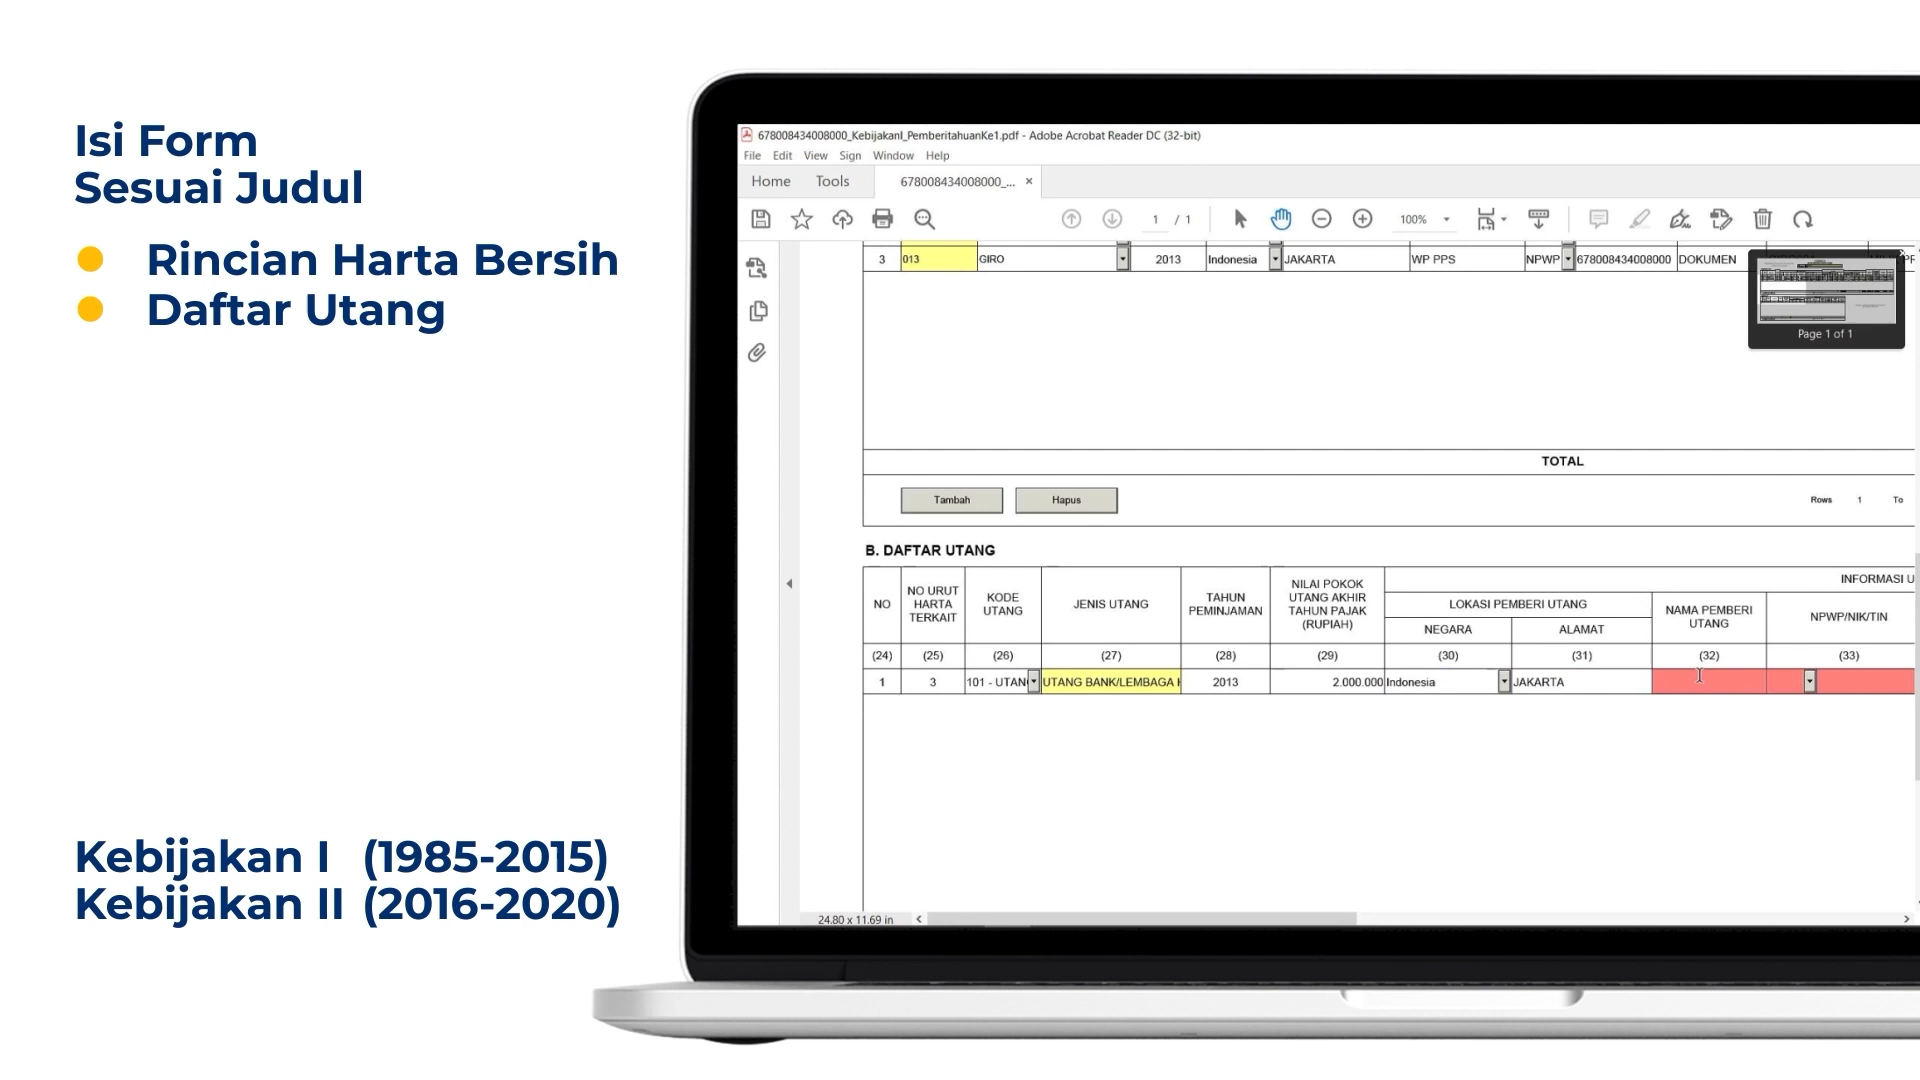 Isi Form
Sesuai Judul
Rincian Harta Bersih
Daftar Utang
Kebijakan I (1985-2015)
Kebijakan II (2016-2020)
678008434008000_KebijakanI_PemberitahuanKe1.pdf - Adobe Acrobat Reader DC (32-bit)
File Edit View Sign Window Help
Home Tools 678008434008000_... ×
1 / 1 100%
3 013 GIRO 2013 Indonesia JAKARTA WP PPS NPWP 678008434008000 DOKUMEN
Page 1 of 1
TOTAL
Tambah Hapus Rows 1 To
B. DAFTAR UTANG
NO
NO URUT
HARTA
TERKAIT
KODE
UTANG
JENIS UTANG
TAHUN
PEMINJAMAN
NILAI POKOK
UTANG AKHIR
TAHUN PAJAK
(RUPIAH)
INFORMASI U
LOKASI PEMBERI UTANG
NEGARA ALAMAT
NAMA PEMBERI
UTANG
NPWP/NIK/TIN
(24) (25) (26) (27) (28) (29) (30) (31) (32) (33)
1 3 101 - UTAN UTANG BANK/LEMBAGA 2013 2.000.000 Indonesia JAKARTA
24.80 x 11.69 in